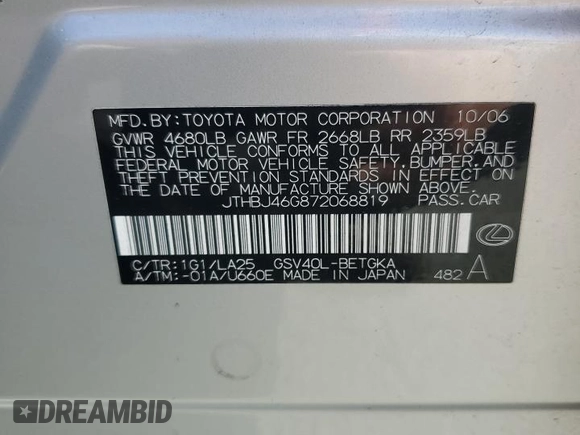 MFD.BY:TOYOTA MOTOR CORPORATION 10/06
GVWR 4680LB GAWR FR 2668LB RR 2359LB
THIS VEHICLE CONFORMS TO ALL APPLICABLE
FEDERAL MOTOR VEHICLE SAFETY,BUMPER,AND
THEFT PREVENTION STANDARDS IN EFFECT ON
THE DATE OF MANUFACTURE SHOWN ABOVE.
JTHBJ46G872068819 PASS.CAR
C/TR:1G1/LA25 GSV40L-BETGKA
A/TM:-01A/U660E MADE IN JAPAN 482 A
DREAMBID